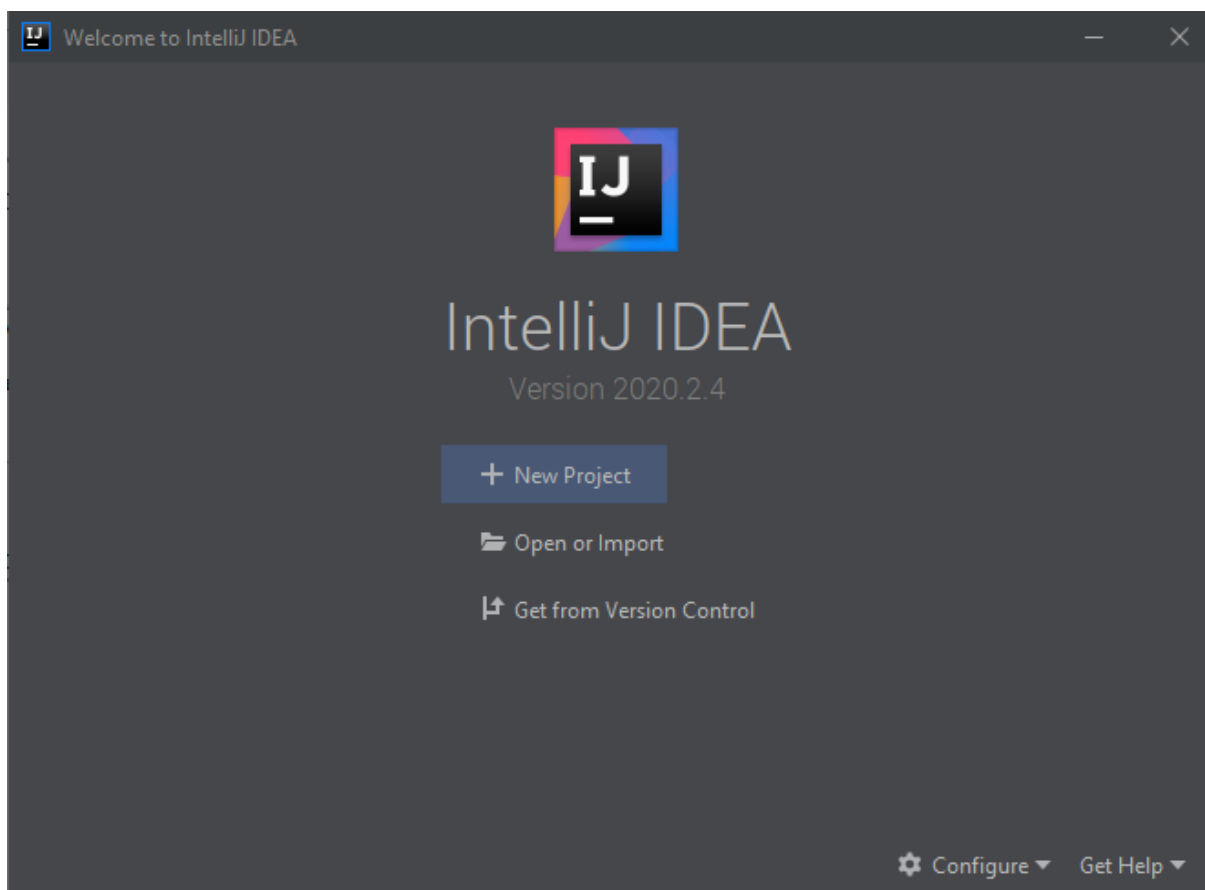 Welcome to IntelliJ IDEA
IJ
IntelliJ IDEA
Version 2020.2.4
New Project
Open or Import
Get from Version Control
Configure Get Help